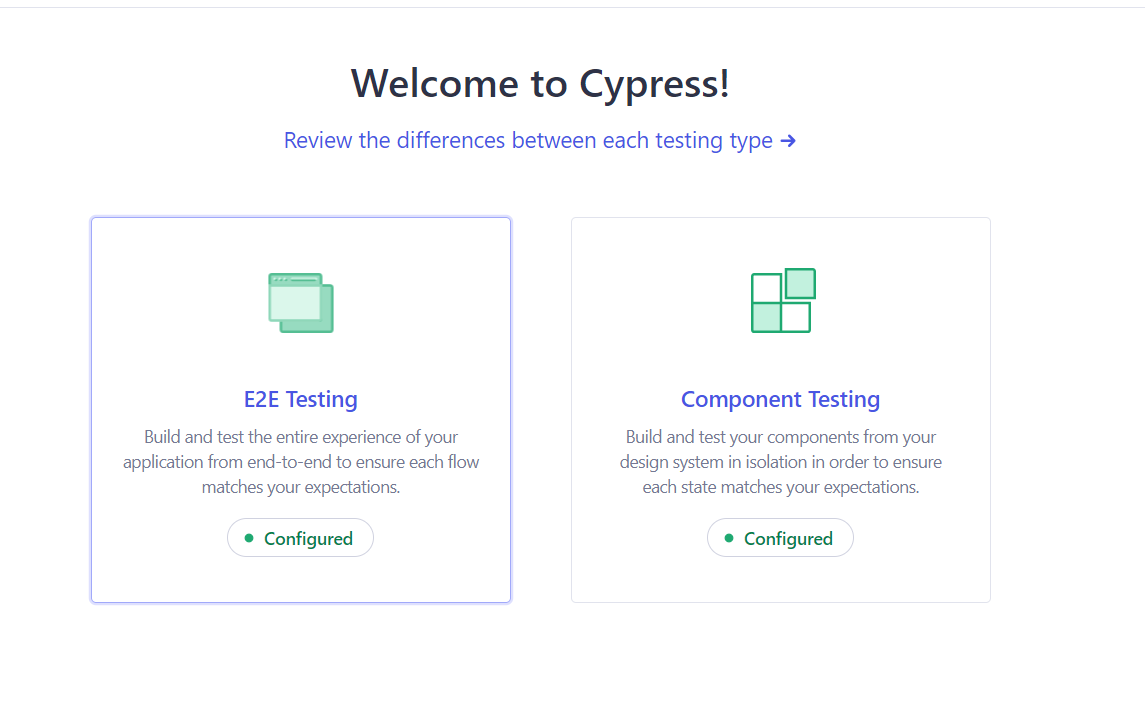 Welcome to Cypress!
Review the differences between each testing type →
E2E Testing
Build and test the entire experience of your
application from end-to-end to ensure each flow
matches your expectations.
Configured
Component Testing
Build and test your components from your
design system in isolation in order to ensure
each state matches your expectations.
Configured